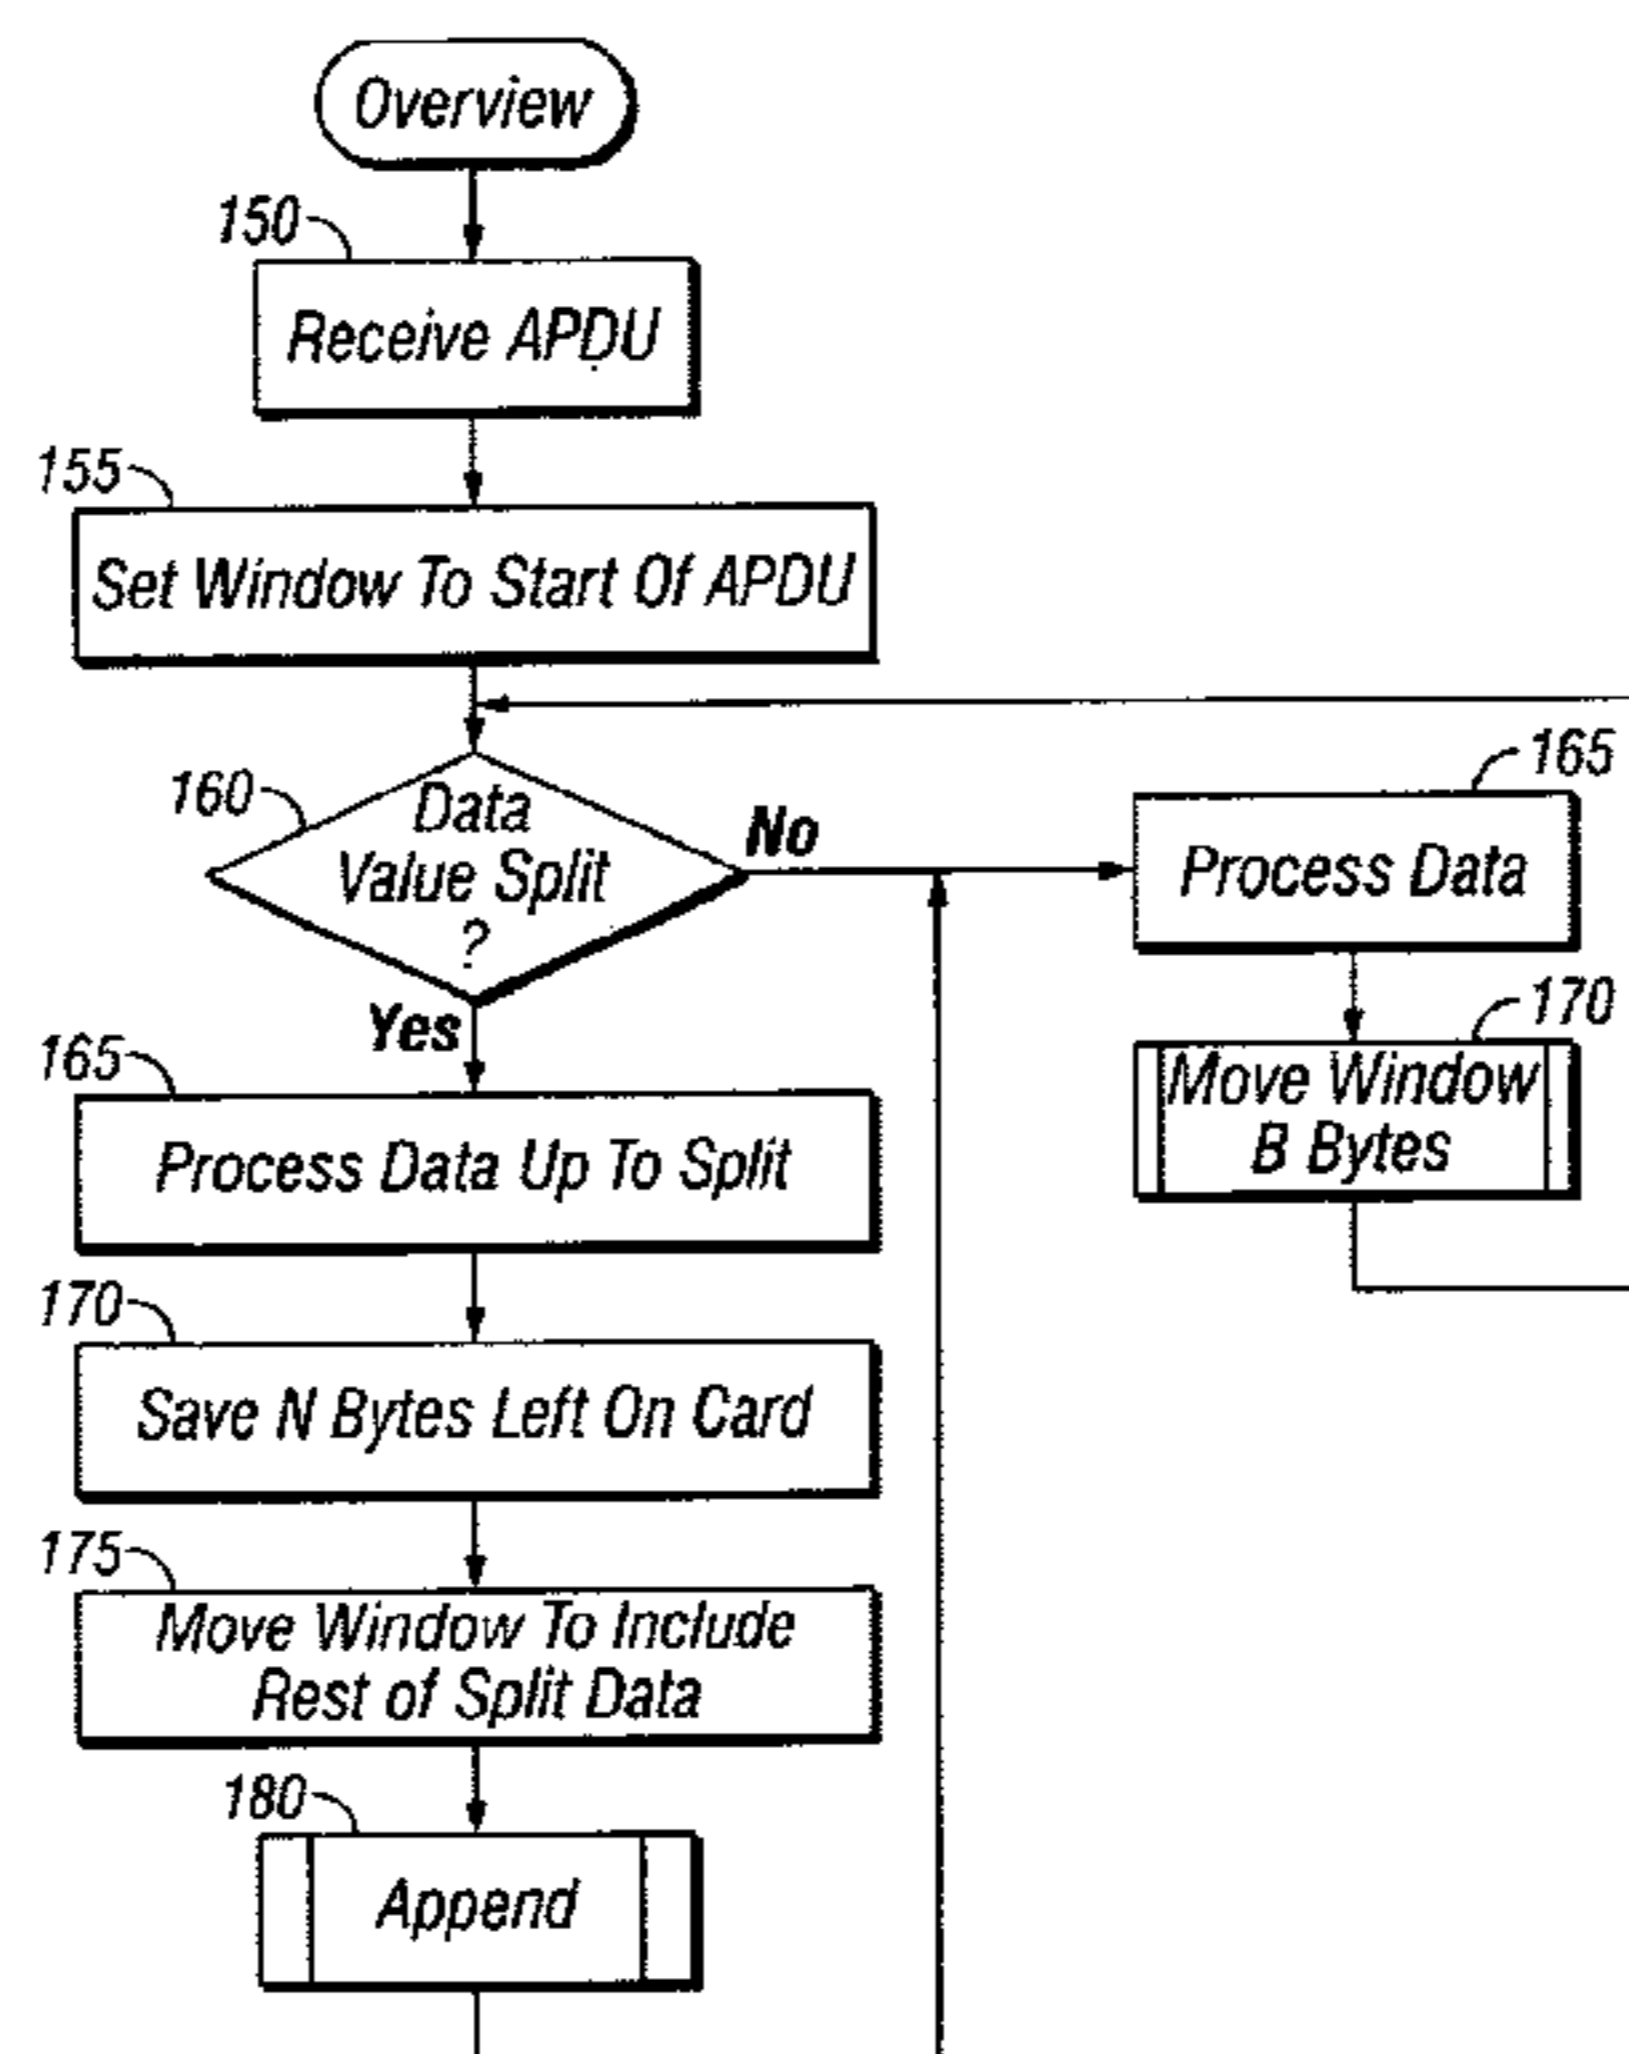 Overview
150
Receive APDU
155
Set Window To Start Of APDU
160
Data
Value Split
?
No
Yes
165
Process Data
170
Move Window
B Bytes
165
Process Data Up To Split
170
Save N Bytes Left On Card
175
Move Window To Include
Rest of Split Data
180
Append